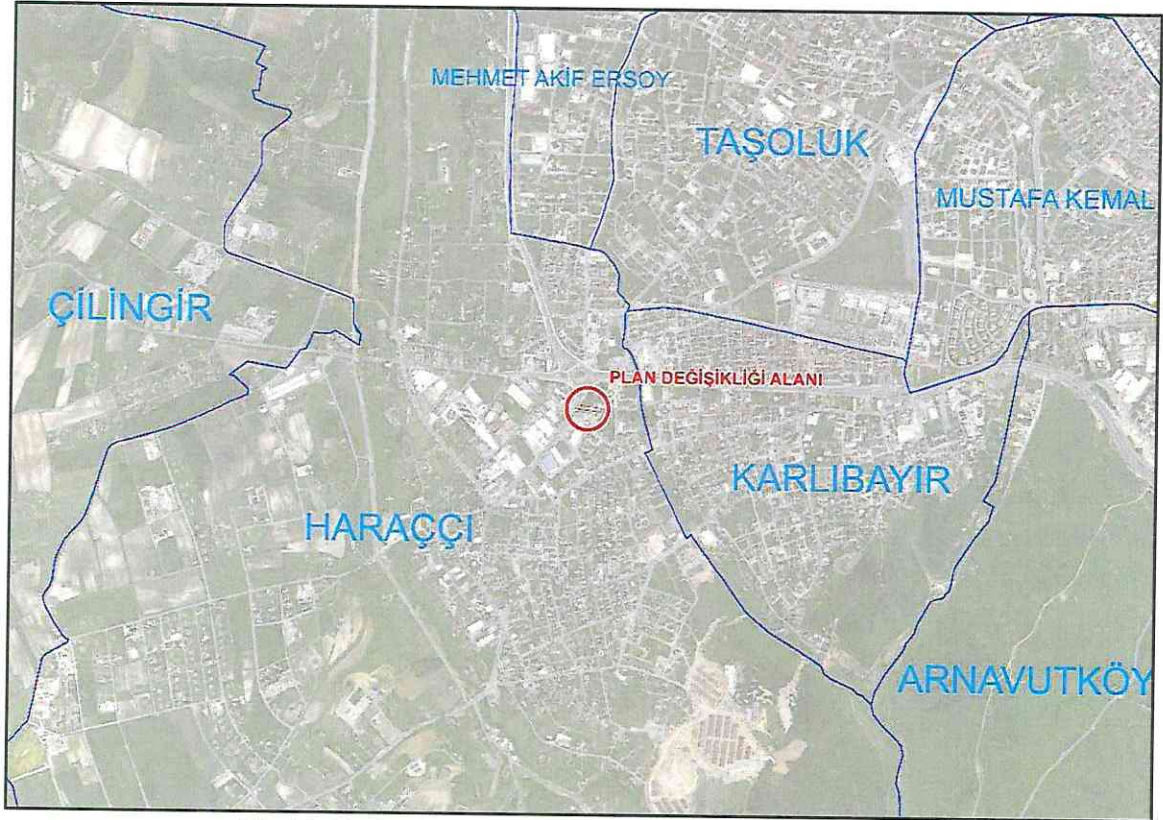 MEHMET AKİF ERSOY
TAŞOLUK
MUSTAFA KEMAL
ÇİLİNGİR
PLAN DEĞİŞİKLİĞİ ALANI
KARLIBAYIR
HARAÇÇI
ARNAVUTKÖY